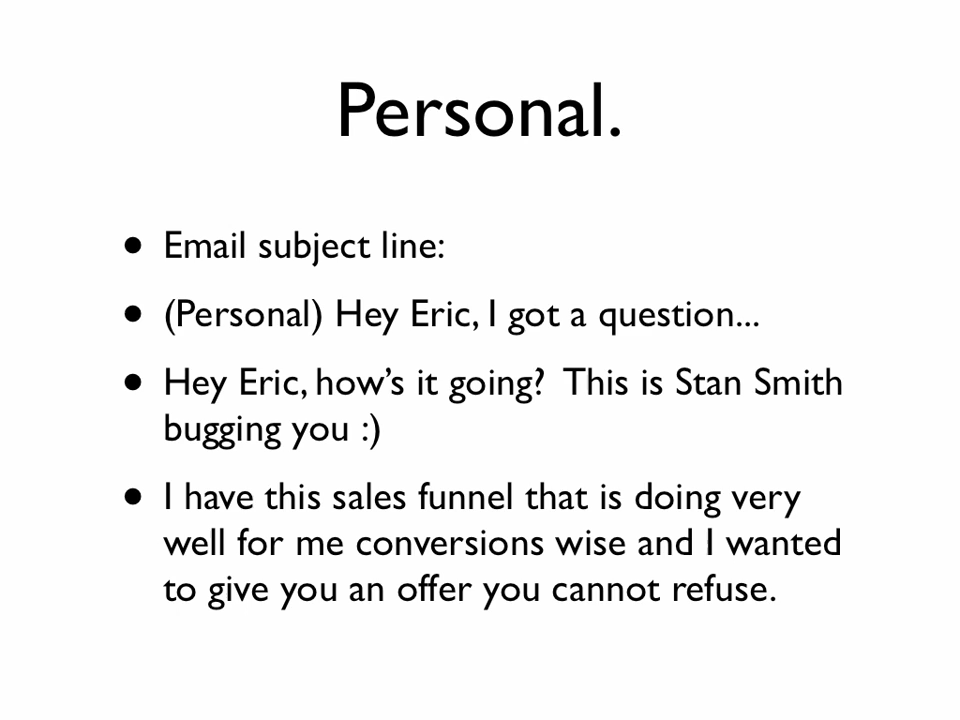 Personal.
• Email subject line:
• (Personal) Hey Eric, I got a question...
• Hey Eric, how’s it going?  This is Stan Smith
bugging you :)
• I have this sales funnel that is doing very
well for me conversions wise and I wanted
to give you an offer you cannot refuse.